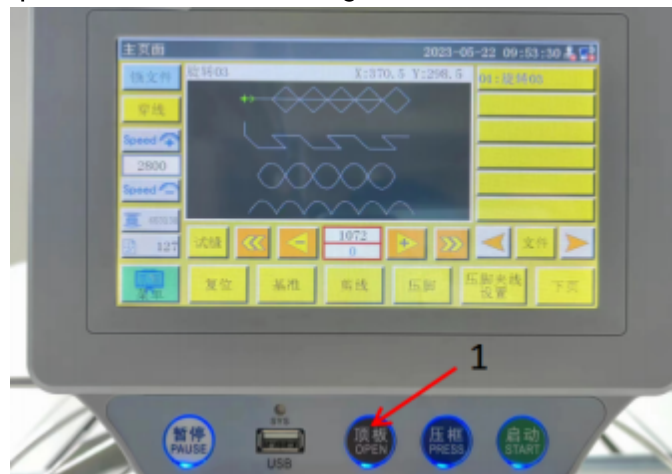 主页面
2023-05-22 09:53:30
旋转03
X:370.5 Y:298.5
01:旋转03
穿线
Speed
2800
Speed
127
试缝
1072
0
文件
复位
基准
剪线
压脚
压脚夹线
设置
下页
1
暂停
PAUSE
SYS
USB
顶板
OPEN
压框
PRESS
启动
START